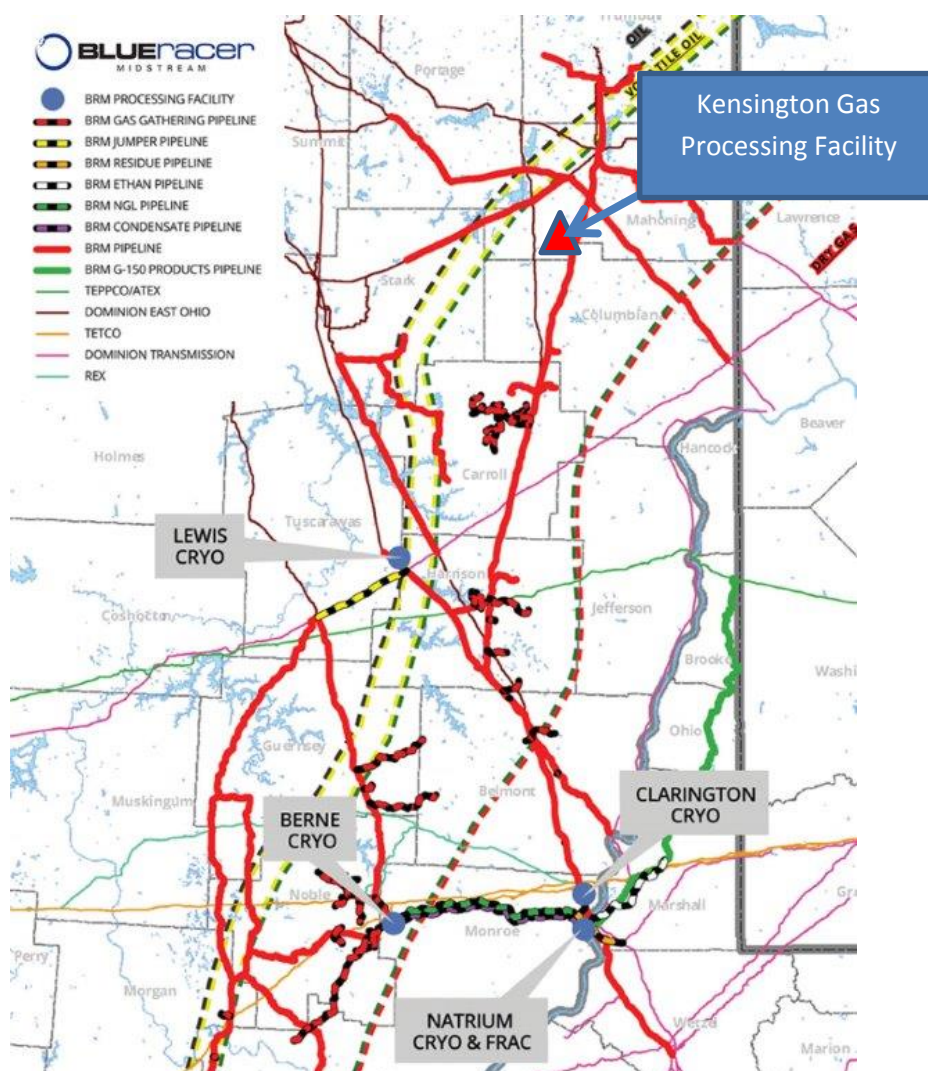 BLUEracer
MIDSTREAM
BRM PROCESSING FACILITY
BRM GAS GATHERING PIPELINE
BRM JUMPER PIPELINE
BRM RESIDUE PIPELINE
BRM ETHAN PIPELINE
BRM NGL PIPELINE
BRM CONDENSATE PIPELINE
BRM PIPELINE
BRM G-150 PRODUCTS PIPELINE
TEPPCO/ATEX
DOMINION EAST OHIO
TETCO
DOMINION TRANSMISSION
REX
OIL
Portage
Kensington Gas
Processing Facility
Summit
Mahoning
Lawrence
DRY GAS
Stark
Columbiana
Beaver
Hancock
Holmes
Carroll
Tuscarawas
LEWIS
CRYO
Harrison
Jefferson
Coshocton
Brooke
Ohio
Guernsey
Muskingum
Belmont
CLARINGTON
CRYO
BERNE
CRYO
Noble
Marshall
Monroe
Perry
Morgan
NATRIUM
CRYO & FRAC
Wetzel
Marion